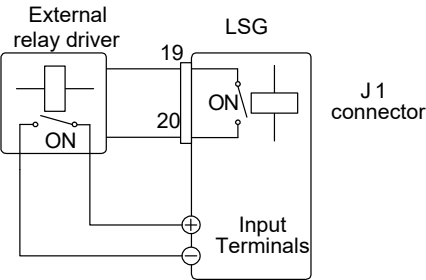 External
relay driver
LSG
19
20
ON
ON
J 1
connector
Input
Terminals
+
−